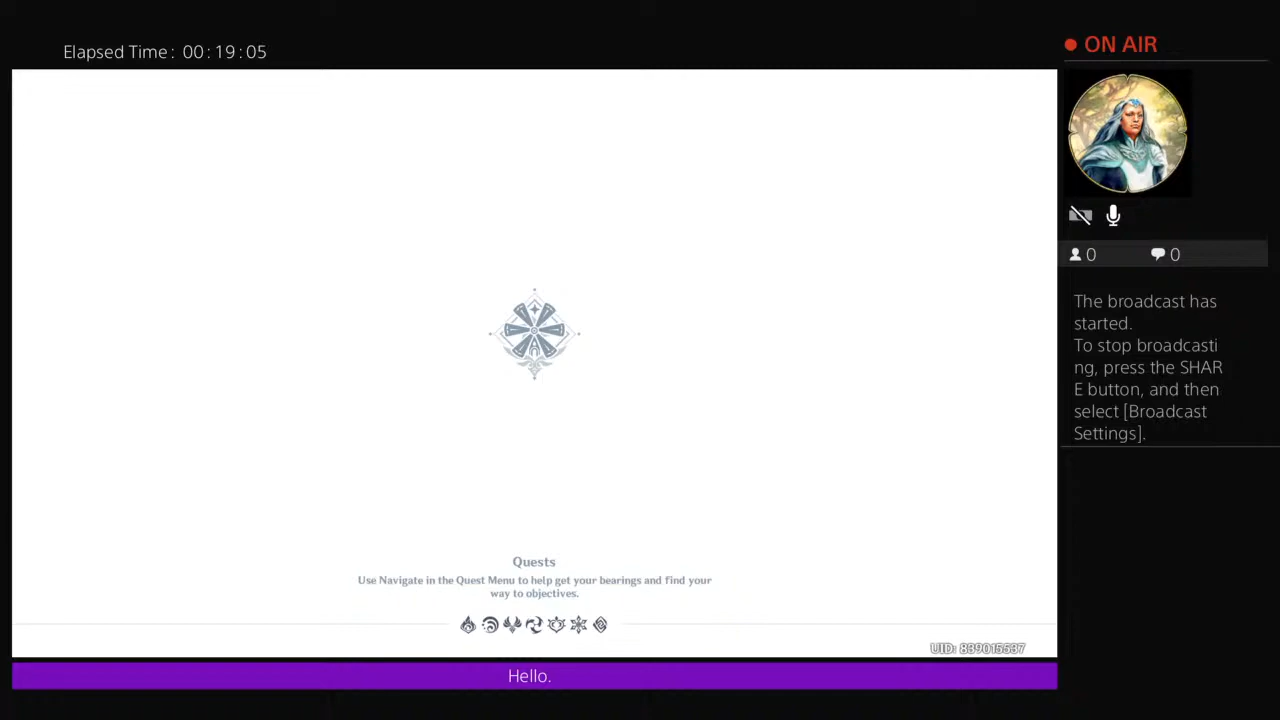 Elapsed Time: 00:19:05
ON AIR
0 0
The broadcast has
started.
To stop broadcasti
ng, press the SHAR
E button, and then
select [Broadcast
Settings].
Quests
Use Navigate in the Quest Menu to help get your bearings and find your
way to objectives.
UID: 839015537
Hello.